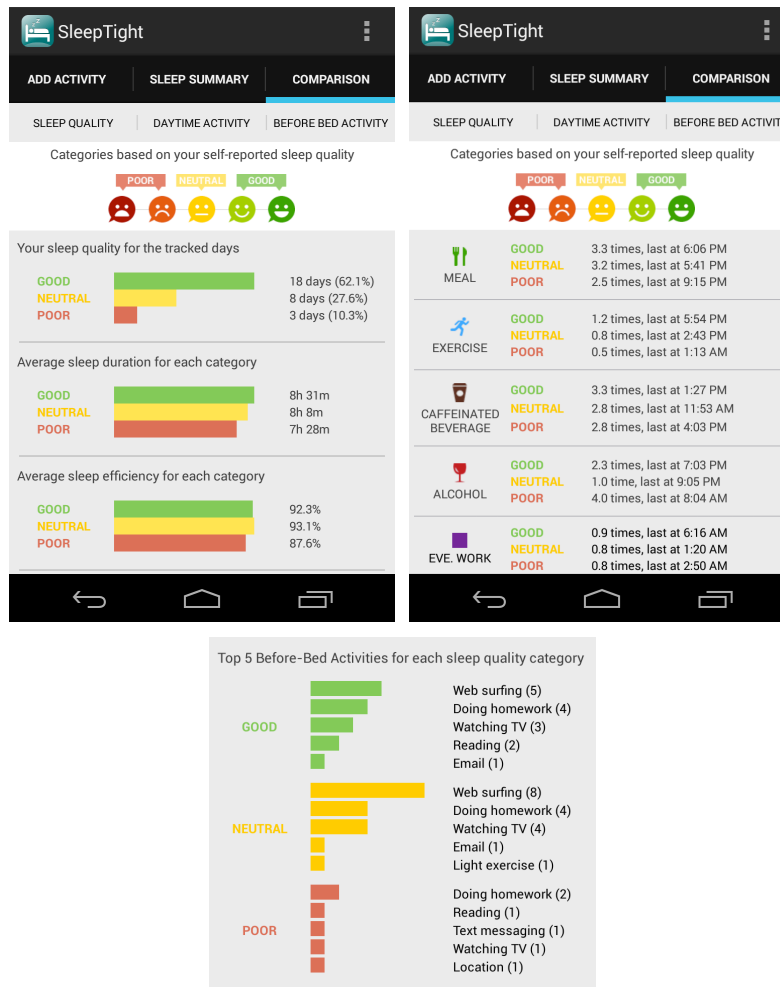 SleepTight
ADD ACTIVITY SLEEP SUMMARY COMPARISON
SLEEP QUALITY DAYTIME ACTIVITY BEFORE BED ACTIVITY
Categories based on your self-reported sleep quality
POOR NEUTRAL GOOD
Your sleep quality for the tracked days
GOOD 18 days (62.1%)
NEUTRAL 8 days (27.6%)
POOR 3 days (10.3%)
Average sleep duration for each category
GOOD 8h 31m
NEUTRAL 8h 8m
POOR 7h 28m
Average sleep efficiency for each category
GOOD 92.3%
NEUTRAL 93.1%
POOR 87.6%
SleepTight
ADD ACTIVITY SLEEP SUMMARY COMPARISON
SLEEP QUALITY DAYTIME ACTIVITY BEFORE BED ACTIVIT
Categories based on your self-reported sleep quality
POOR NEUTRAL GOOD
MEAL
GOOD 3.3 times, last at 6:06 PM
NEUTRAL 3.2 times, last at 5:41 PM
POOR 2.5 times, last at 9:15 PM
EXERCISE
GOOD 1.2 times, last at 5:54 PM
NEUTRAL 0.8 times, last at 2:43 PM
POOR 0.5 times, last at 1:13 AM
CAFFEINATED
BEVERAGE
GOOD 3.3 times, last at 1:27 PM
NEUTRAL 2.8 times, last at 11:53 AM
POOR 2.8 times, last at 4:03 PM
ALCOHOL
GOOD 2.3 times, last at 7:03 PM
NEUTRAL 1.0 time, last at 9:05 PM
POOR 4.0 times, last at 8:04 AM
EVE. WORK
GOOD 0.9 times, last at 6:16 AM
NEUTRAL 0.8 times, last at 1:20 AM
POOR 0.8 times, last at 2:50 AM
Top 5 Before-Bed Activities for each sleep quality category
GOOD
Web surfing (5)
Doing homework (4)
Watching TV (3)
Reading (2)
Email (1)
NEUTRAL
Web surfing (8)
Doing homework (4)
Watching TV (4)
Email (1)
Light exercise (1)
POOR
Doing homework (2)
Reading (1)
Text messaging (1)
Watching TV (1)
Location (1)